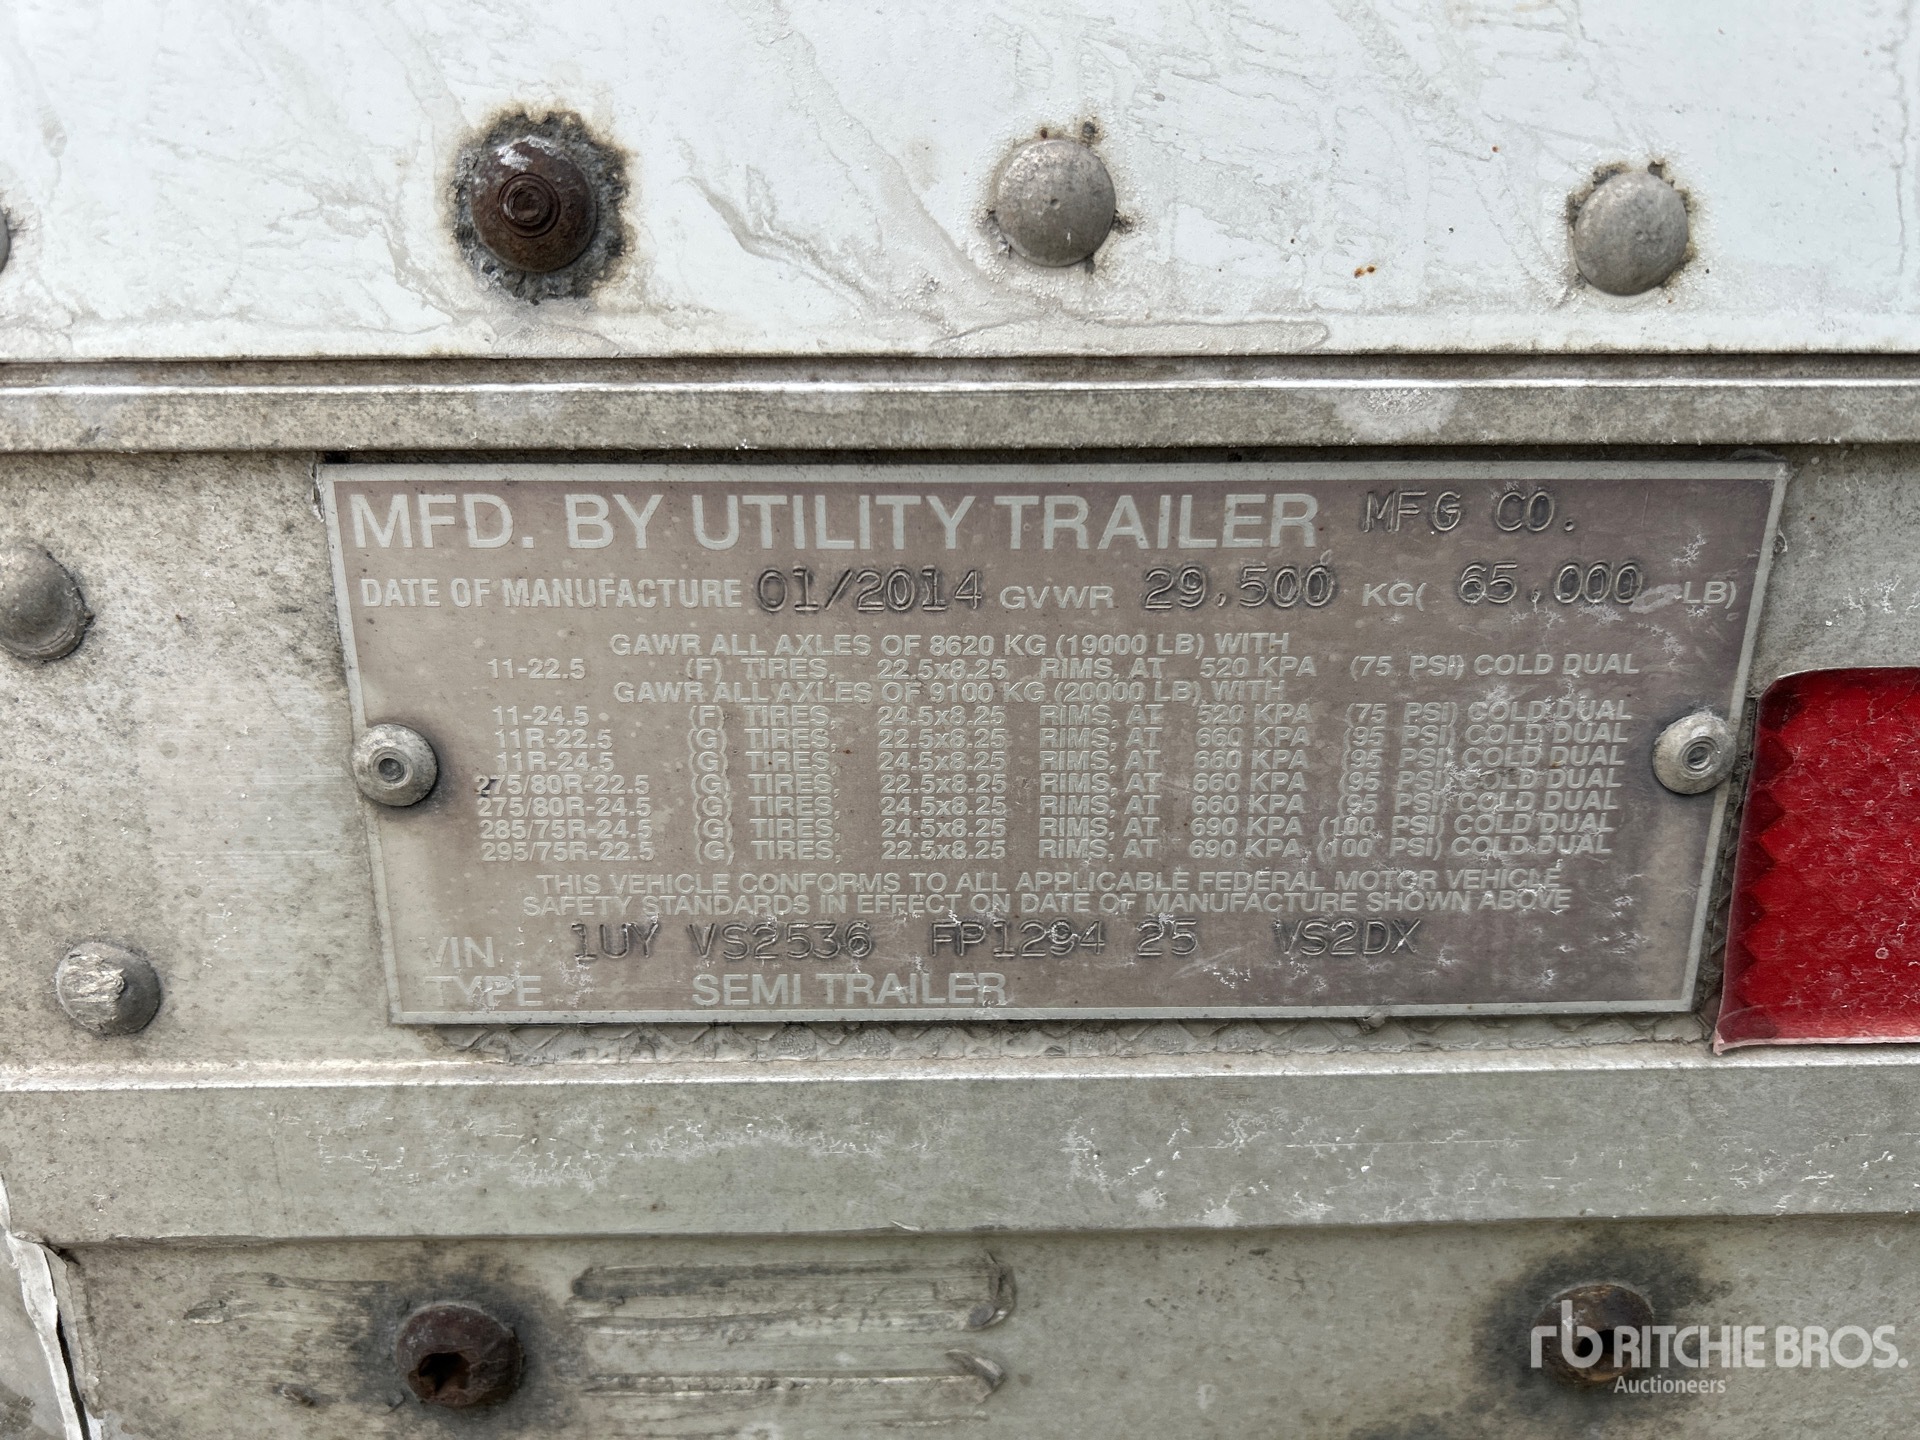 MFD. BY UTILITY TRAILER MFG CO.
DATE OF MANUFACTURE 01/2014 GVWR 29,500 KG( 65,000 LB)
GAWR ALL AXLES OF 8620 KG (19000 LB) WITH
11-22.5 (F) TIRES, 22.5x8.25 RIMS, AT 520 KPA (75 PSI) COLD DUAL
GAWR ALL AXLES OF 9100 KG (20000 LB) WITH
11-24.5 (F) TIRES, 24.5x8.25 RIMS, AT 520 KPA (75 PSI) COLD DUAL
11R-22.5 (G) TIRES, 22.5x8.25 RIMS, AT 660 KPA (95 PSI) COLD DUAL
11R-24.5 (G) TIRES, 24.5x8.25 RIMS, AT 660 KPA (95 PSI) COLD DUAL
275/80R-22.5 (G) TIRES, 22.5x8.25 RIMS, AT 660 KPA (95 PSI) COLD DUAL
275/80R-24.5 (G) TIRES, 24.5x8.25 RIMS, AT 660 KPA (95 PSI) COLD DUAL
285/75R-24.5 (G) TIRES, 24.5x8.25 RIMS, AT 690 KPA (100 PSI) COLD DUAL
295/75R-22.5 (G) TIRES, 22.5x8.25 RIMS, AT 690 KPA (100 PSI) COLD DUAL
THIS VEHICLE CONFORMS TO ALL APPLICABLE FEDERAL MOTOR VEHICLE
SAFETY STANDARDS IN EFFECT ON DATE OF MANUFACTURE SHOWN ABOVE
VIN 1UY VS2536 FP1294 25 VS2DX
TYPE SEMI TRAILER
rb RITCHIE BROS.
Auctioneers